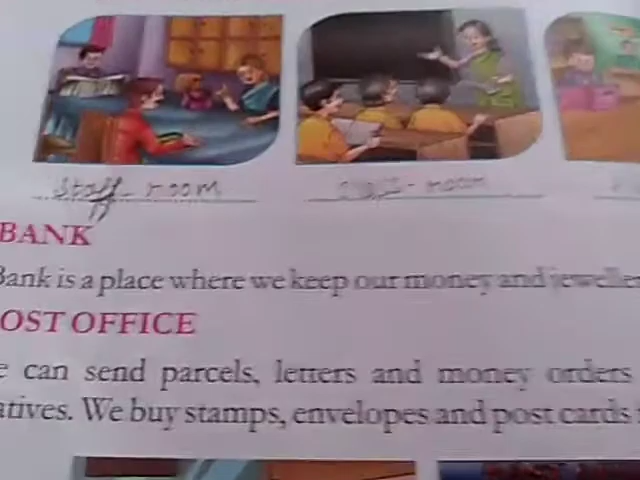 Staff-room
class-room
BANK
Bank is a place where we keep our money and jewelle
OST OFFICE
e can send parcels, letters and money orders
atives. We buy stamps, envelopes and post cards